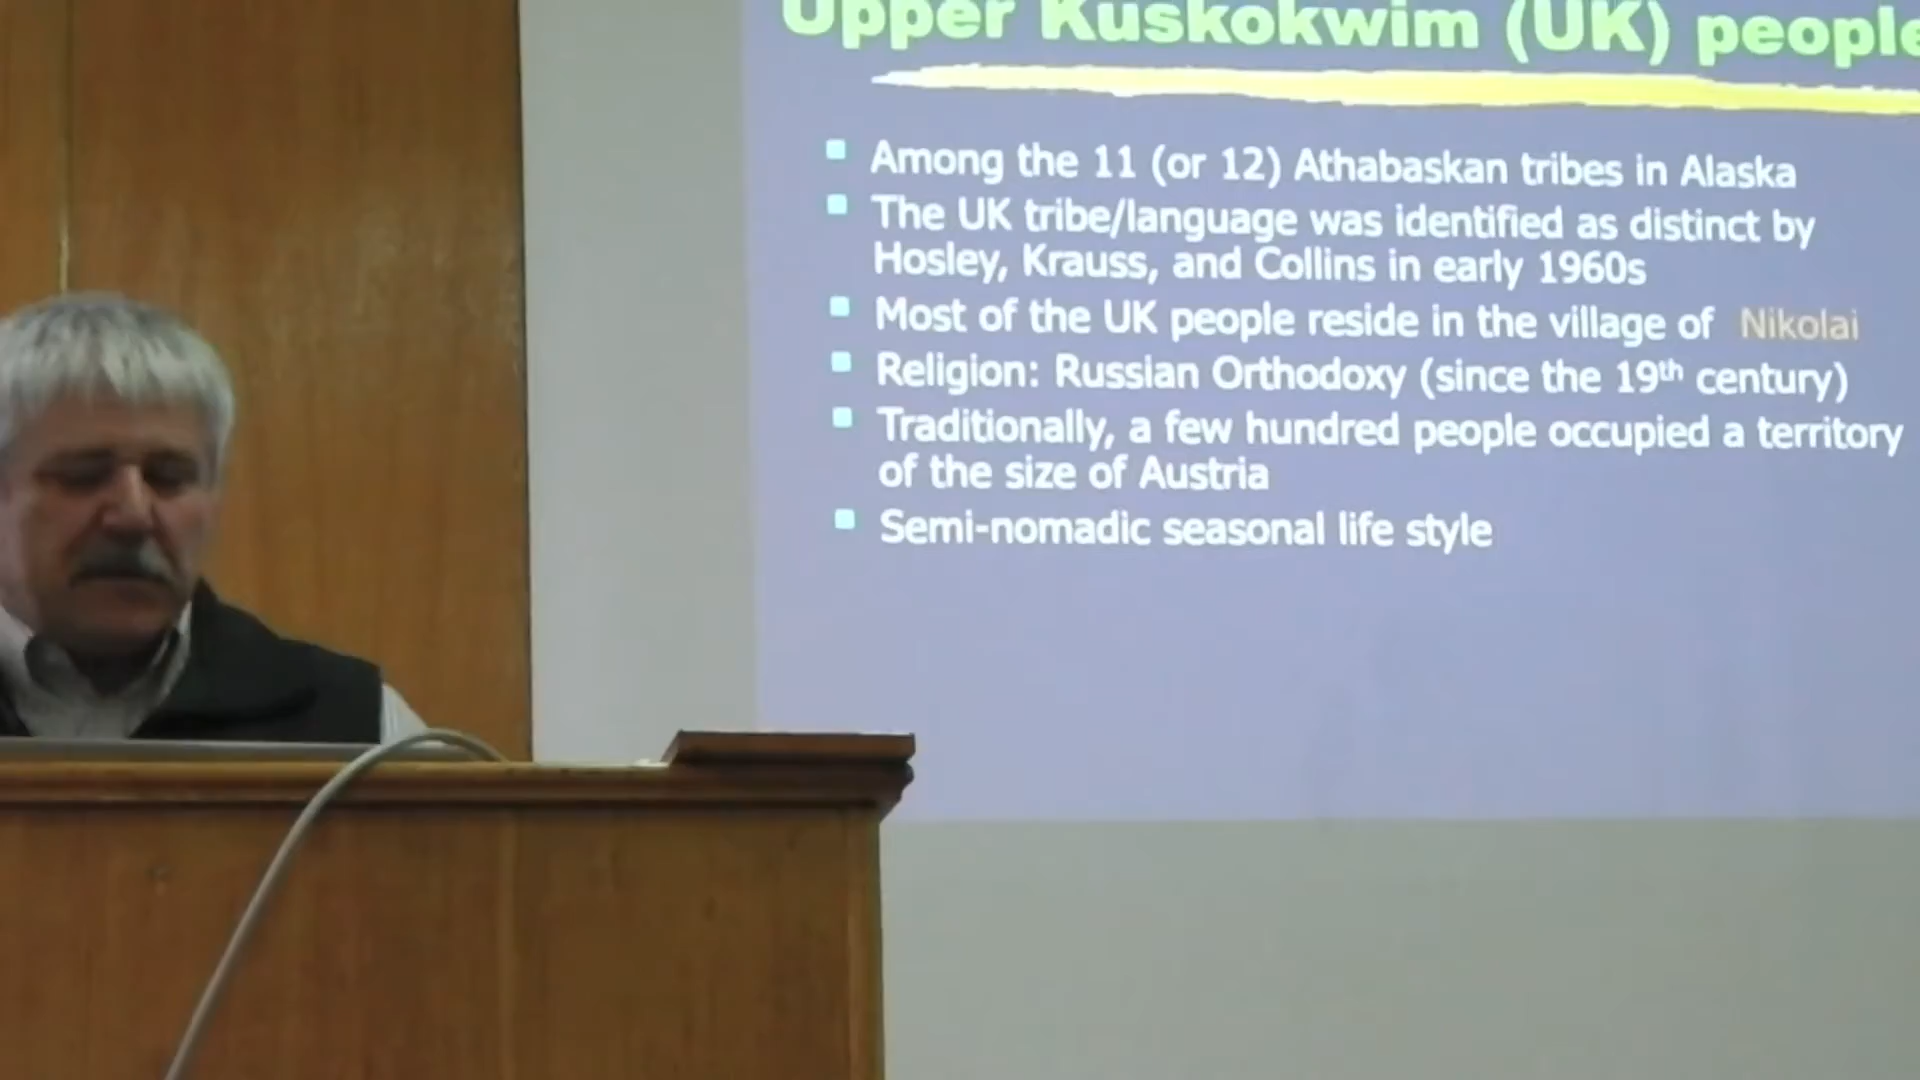 Upper Kuskokwim (UK) people
Among the 11 (or 12) Athabaskan tribes in Alaska
The UK tribe/language was identified as distinct by
Hosley, Krauss, and Collins in early 1960s
Most of the UK people reside in the village of Nikolai
Religion: Russian Orthodoxy (since the 19th century)
Traditionally, a few hundred people occupied a territory
of the size of Austria
Semi-nomadic seasonal life style